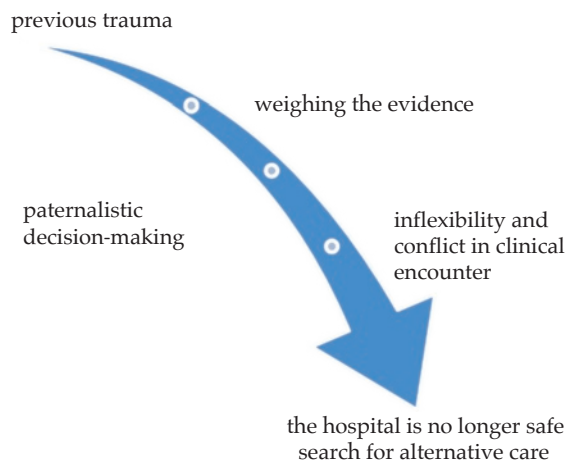 previous trauma
weighing the evidence
paternalistic
decision-making
inflexibility and
conflict in clinical
encounter
the hospital is no longer safe
search for alternative care